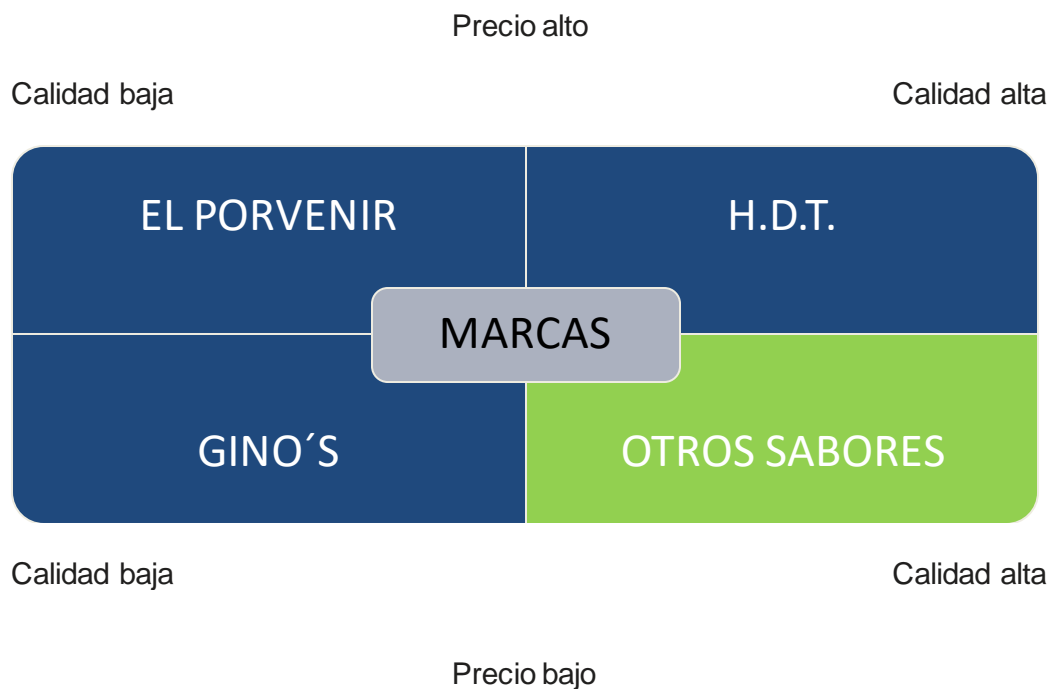 Precio alto
Calidad baja
Calidad alta
EL PORVENIR
H.D.T.
MARCAS
GINO´S
OTROS SABORES
Calidad baja
Calidad alta
Precio bajo